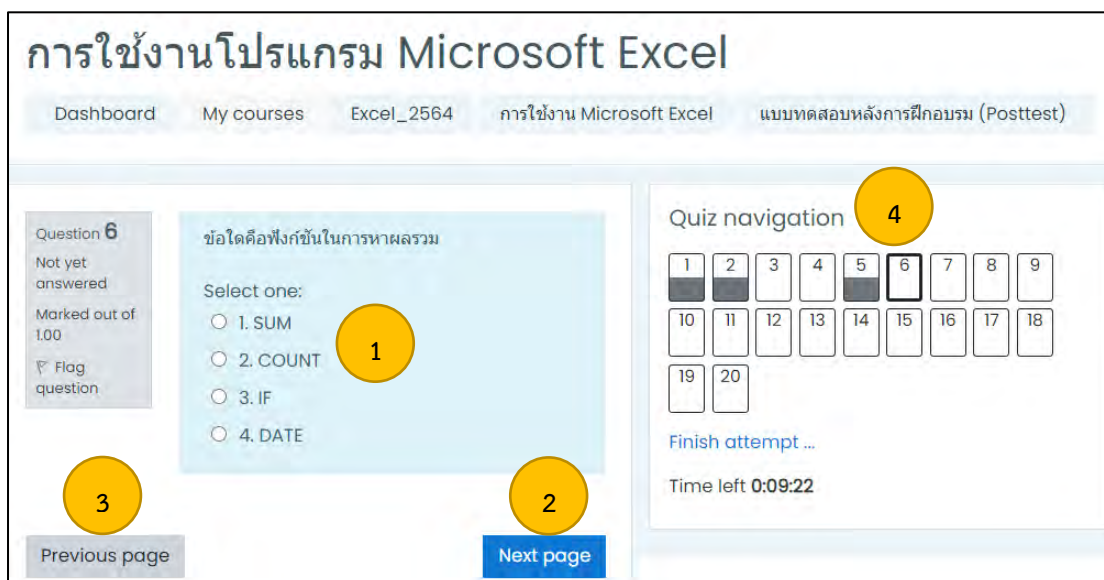 การใช้งานโปรแกรม Microsoft Excel
Dashboard My courses Excel_2564 การใช้งาน Microsoft Excel แบบทดสอบหลังการฝึกอบรม (Posttest)
Question 6
Not yet
answered
Marked out of
1.00
Flag
question
ข้อใดคือฟังก์ชันในการหาผลรวม
Select one:
1. SUM
2. COUNT
3. IF
4. DATE
1
3
2
Previous page
Next page
Quiz navigation
4
1 2 3 4 5 6 7 8 9
10 11 12 13 14 15 16 17 18
19 20
Finish attempt ...
Time left 0:09:22